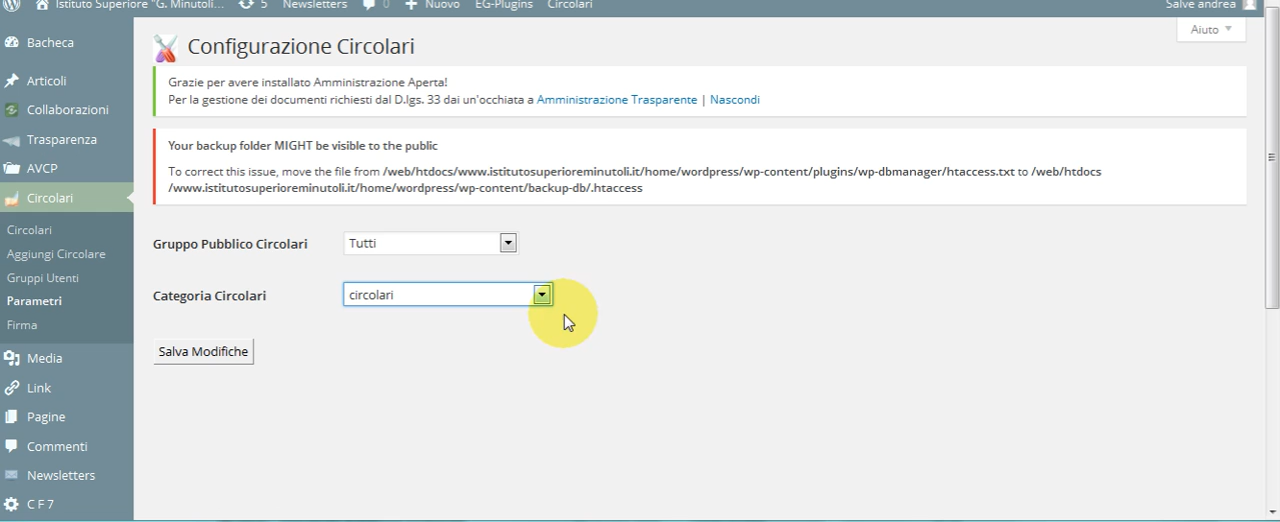 Istituto Superiore "G. Minutoli... 5 Newsletters 0 Nuovo EG-Plugins Circolari Salve andrea
Aiuto
Bacheca
Articoli
Collaborazioni
Trasparenza
AVCP
Circolari
Circolari
Aggiungi Circolare
Gruppi Utenti
Parametri
Firma
Media
Link
Pagine
Commenti
Newsletters
C F 7
Configurazione Circolari
Grazie per avere installato Amministrazione Aperta!
Per la gestione dei documenti richiesti dal D.lgs. 33 dai un'occhiata a Amministrazione Trasparente | Nascondi
Your backup folder MIGHT be visible to the public
To correct this issue, move the file from /web/htdocs/www.istitutosuperioreminutoli.it/home/wordpress/wp-content/plugins/wp-dbmanager/htaccess.txt to /web/htdocs
/www.istitutosuperioreminutoli.it/home/wordpress/wp-content/backup-db/.htaccess
Gruppo Pubblico Circolari Tutti
Categoria Circolari circolari
Salva Modifiche